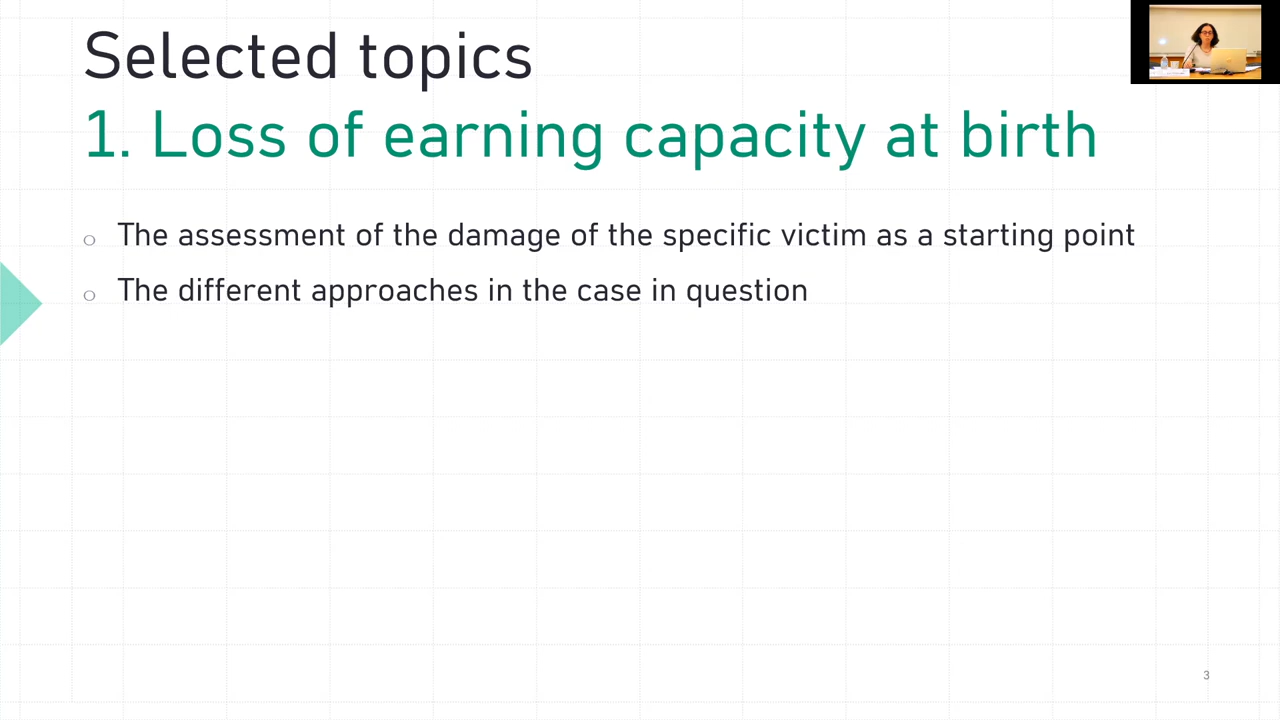 Selected topics
1. Loss of earning capacity at birth
o The assessment of the damage of the specific victim as a starting point
o The different approaches in the case in question
3